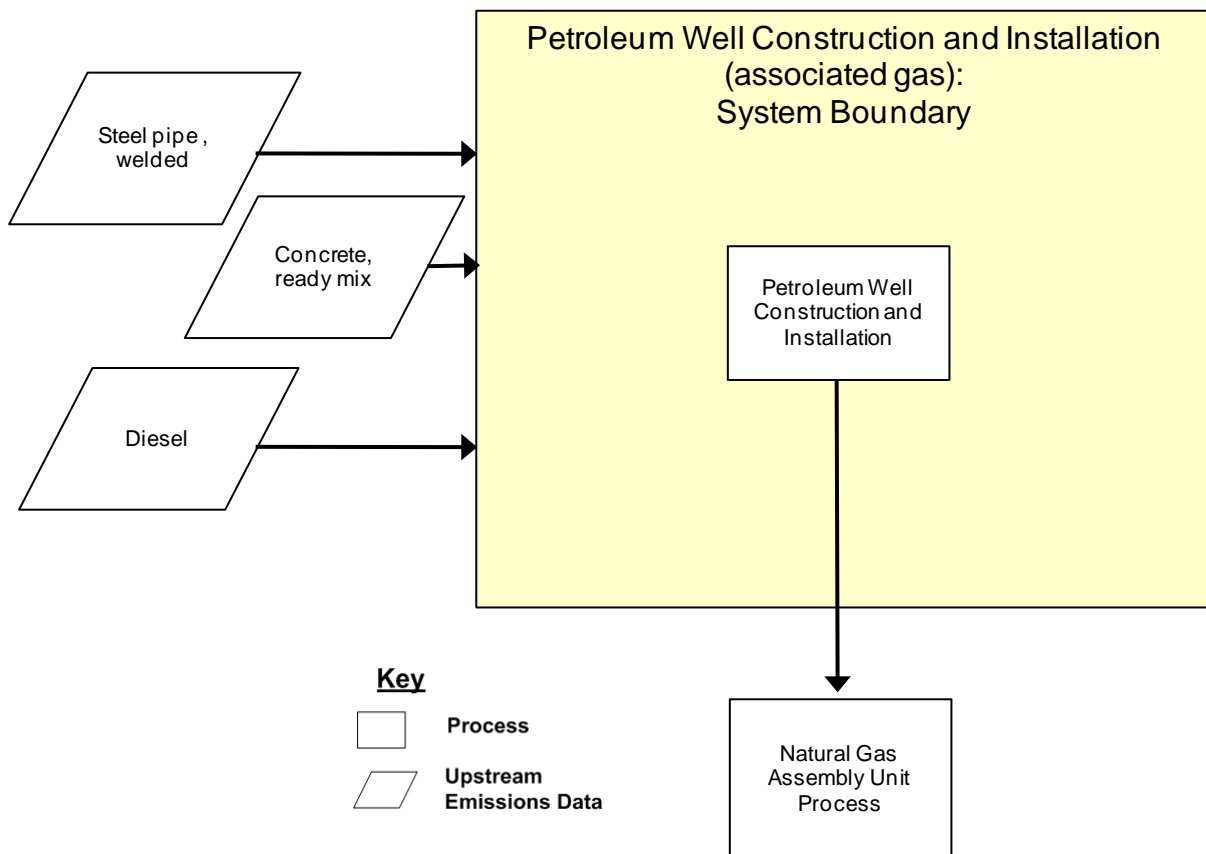 Petroleum Well Construction and Installation
(associated gas):
System Boundary
Steel pipe ,
welded
Concrete,
ready mix
Diesel
Petroleum Well
Construction and
Installation
Key
Process
Upstream
Emissions Data
Natural Gas
Assembly Unit
Process